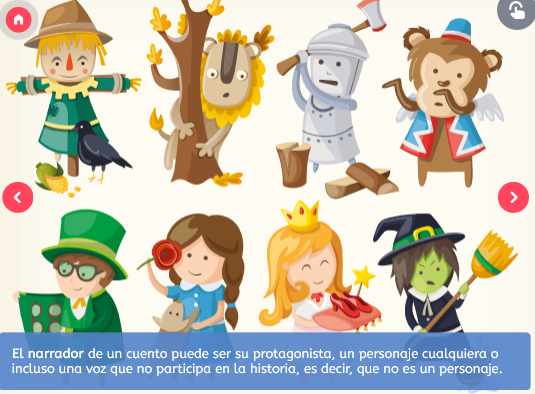 El narrador de un cuento puede ser su protagonista, un personaje cualquiera o
incluso una voz que no participa en la historia, es decir, que no es un personaje.